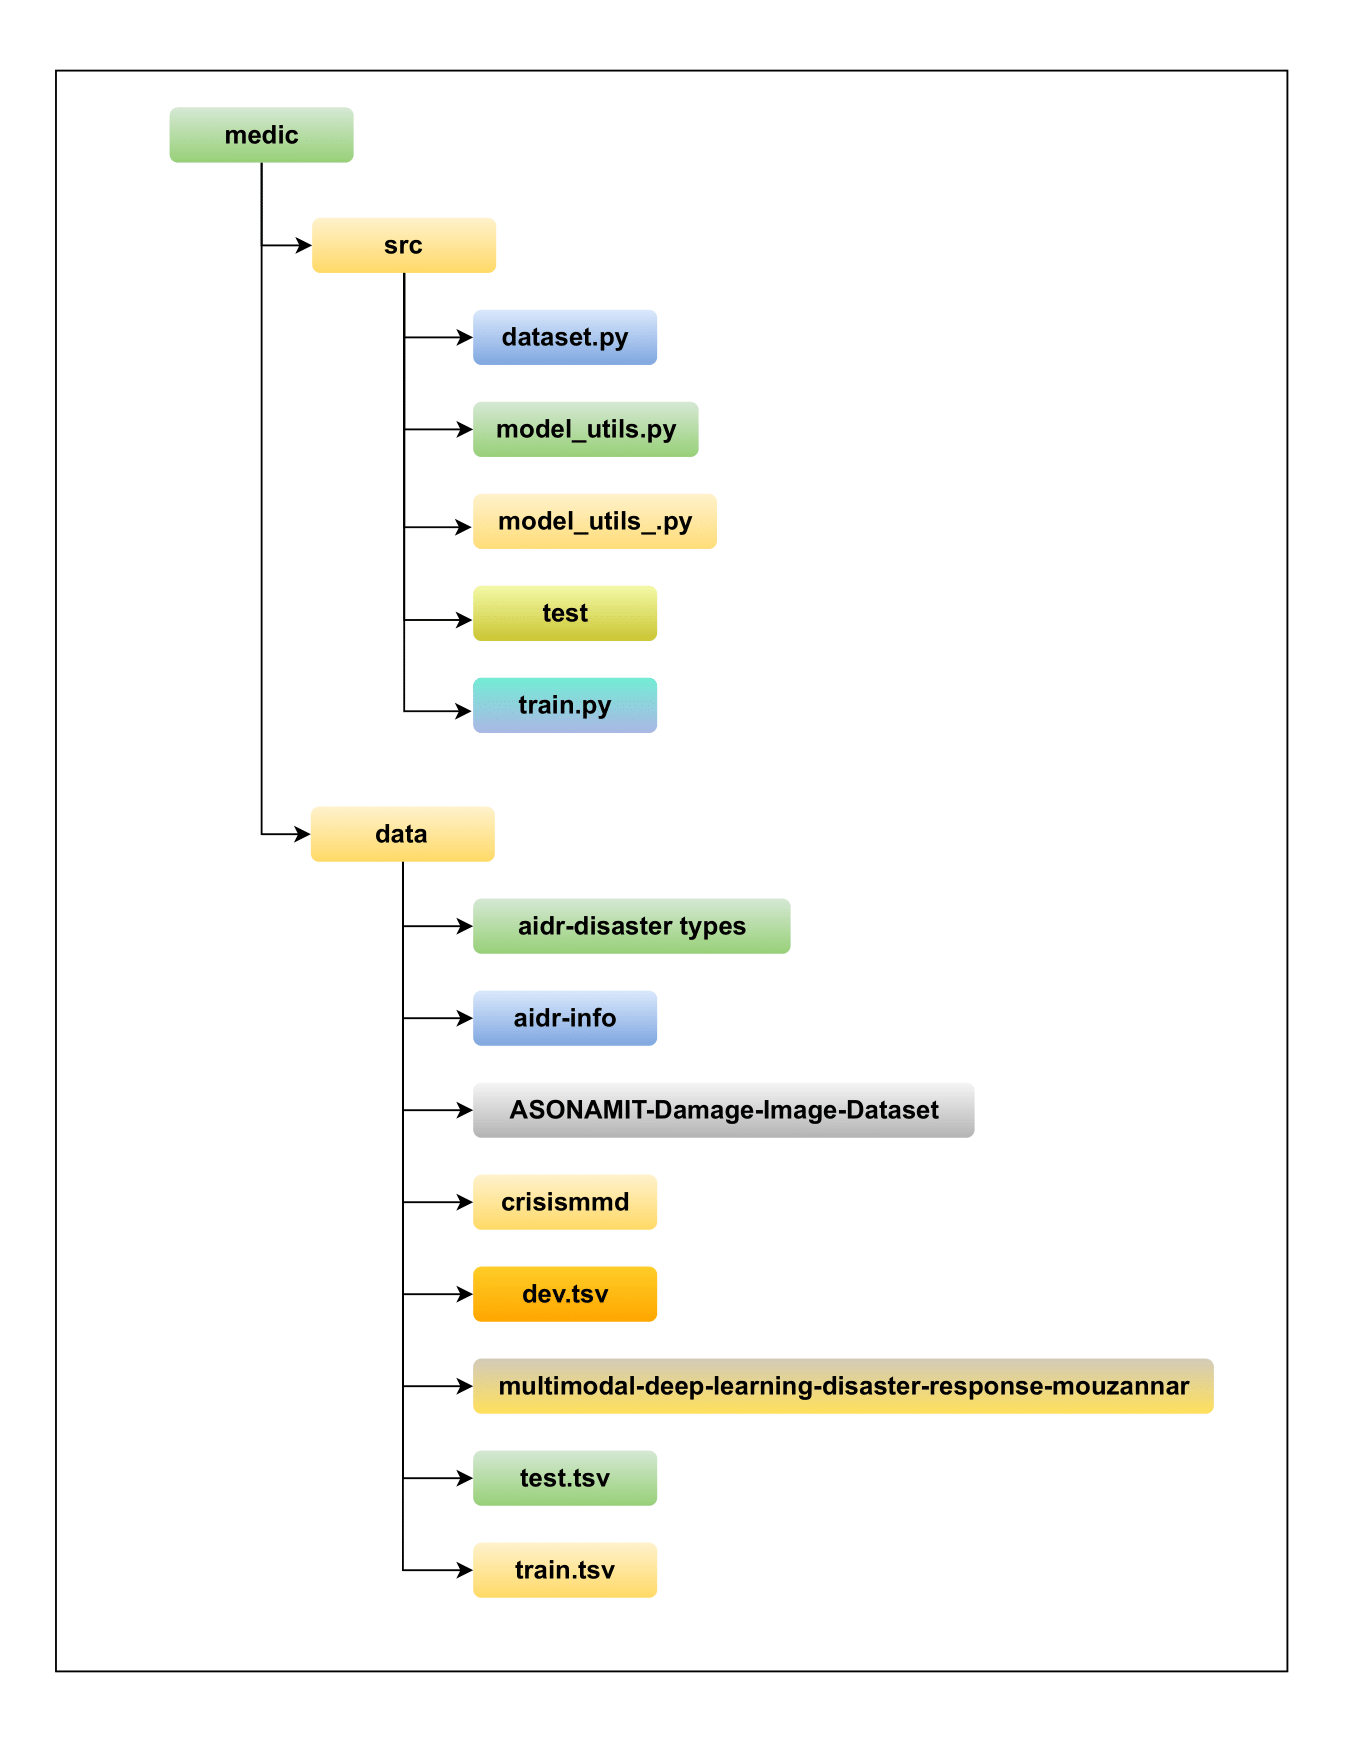 medic
src
dataset.py
model_utils.py
model_utils_.py
test
train.py
data
aidr-disaster types
aidr-info
ASONAMIT-Damage-Image-Dataset
crisismmd
dev.tsv
multimodal-deep-learning-disaster-response-mouzannar
test.tsv
train.tsv